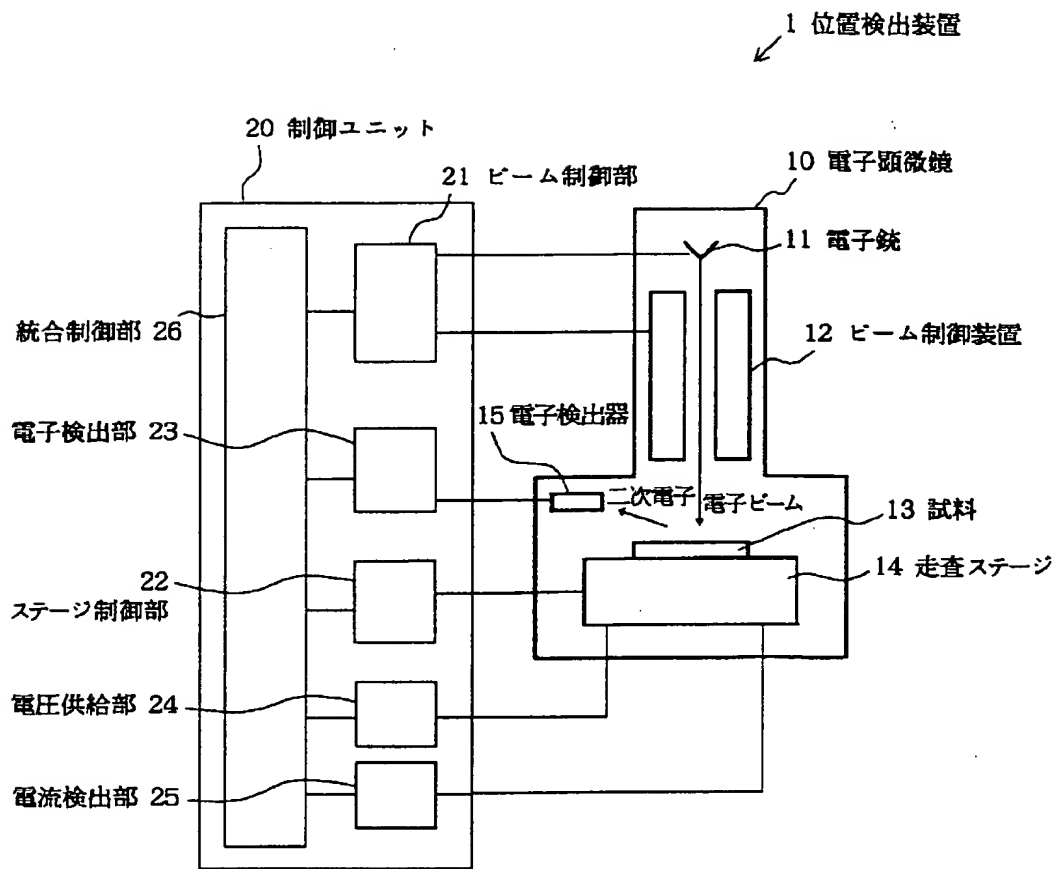 1 位置検出装置
20 制御ユニット
21 ビーム制御部
10 電子顕微鏡
11 電子銃
統合制御部 26
12 ビーム制御装置
電子検出部 23
15 電子検出器
二次電子
電子ビーム
13 試料
14 走査ステージ
22
ステージ制御部
電圧供給部 24
電流検出部 25